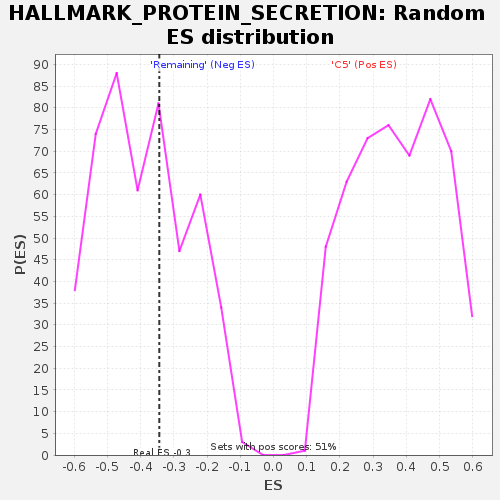 HALLMARK_PROTEIN_SECRETION: Random
ES distribution
'Remaining' (Neg ES)
'C5' (Pos ES)
90
85
80
75
70
65
60
55
50
45
40
35
30
25
20
15
10
5
0
P(ES)
Sets with pos scores: 51%
Real ES -0.3
-0.6 -0.5 -0.4 -0.3 -0.2 -0.1 0.0 0.1 0.2 0.3 0.4 0.5 0.6
ES